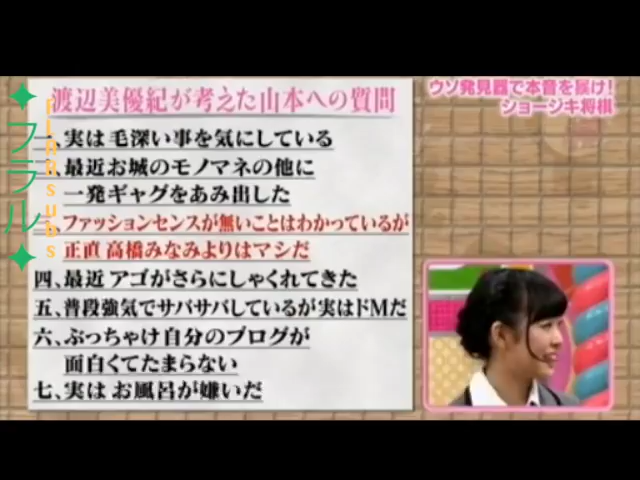 渡辺美優紀が考えた山本への質問
一、実は 毛深い事を気にしている
二、最近お城のモノマネの他に
一発ギャグをあみ出した
三、ファッションセンスが無いことはわかっているが
正直 高橋みなみよりはマシだ
四、最近 アゴがさらにしゃくれてきた
五、普段強気でサバサバしているが 実はドMだ
六、ぶっちゃけ 自分のブログが
面白くてたまらない
七、実は お風呂が嫌いだ
ウソ発見器で本音を暴け!
ショージキ将棋
✦フラル✦
FLARsubs